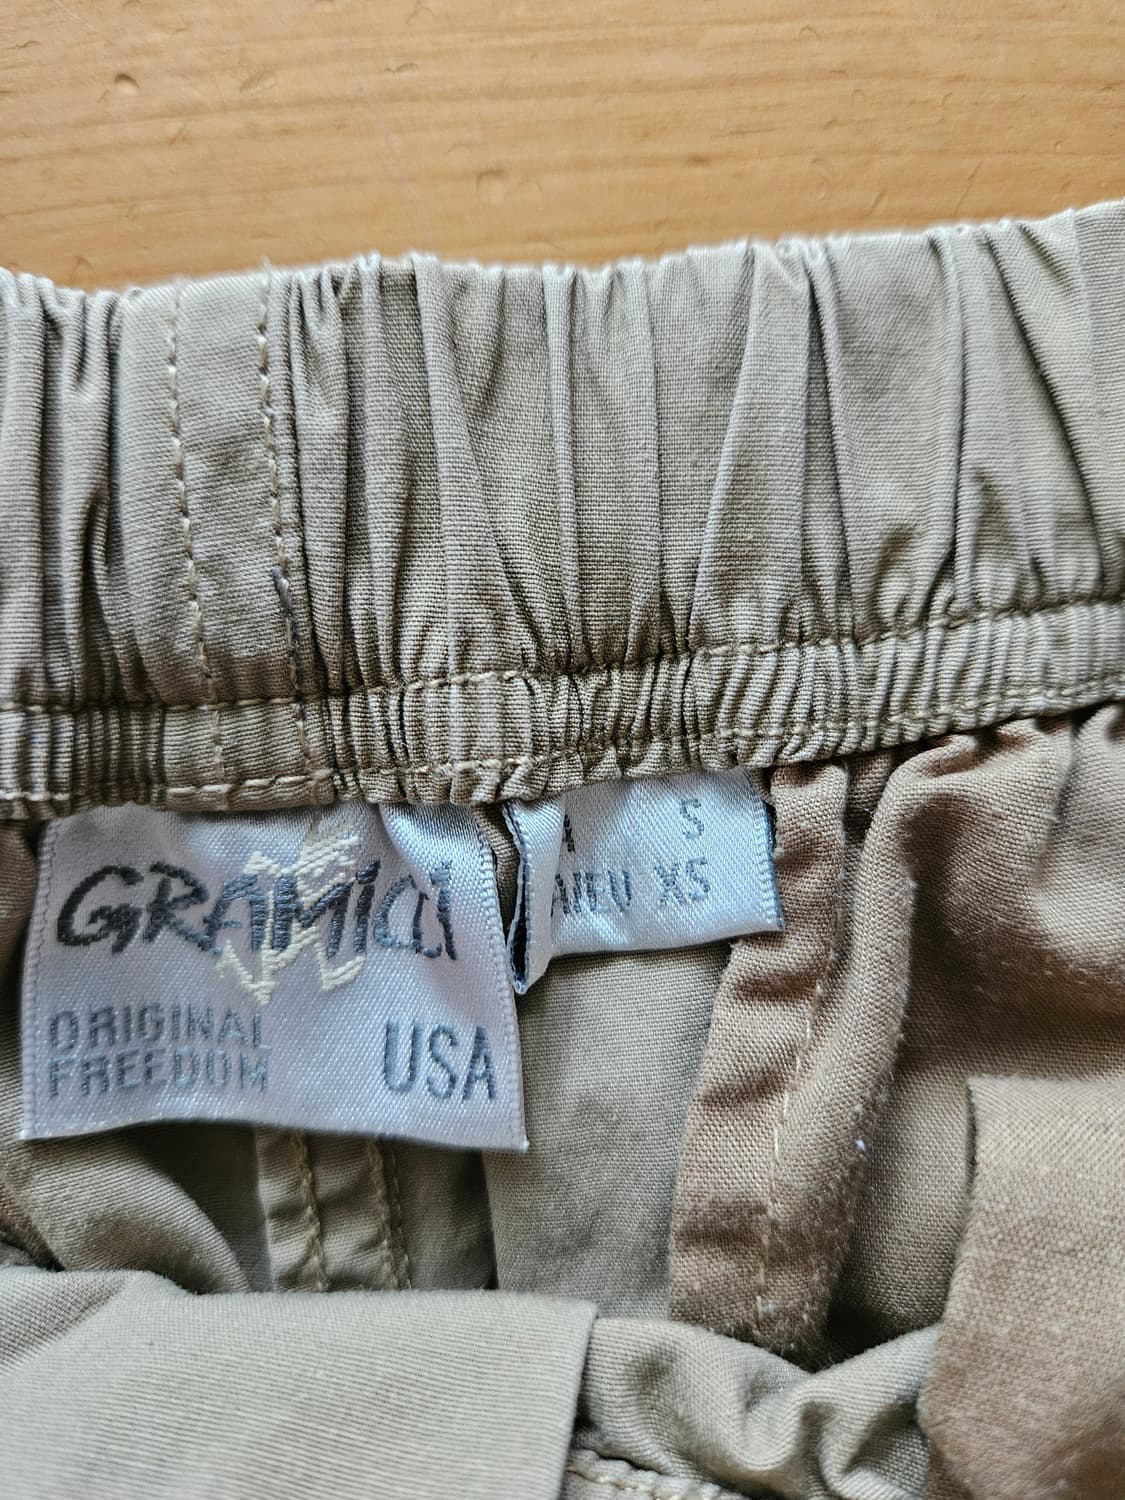 GRAMICCI
ORIGINAL
FREEDOM
USA
S
XS